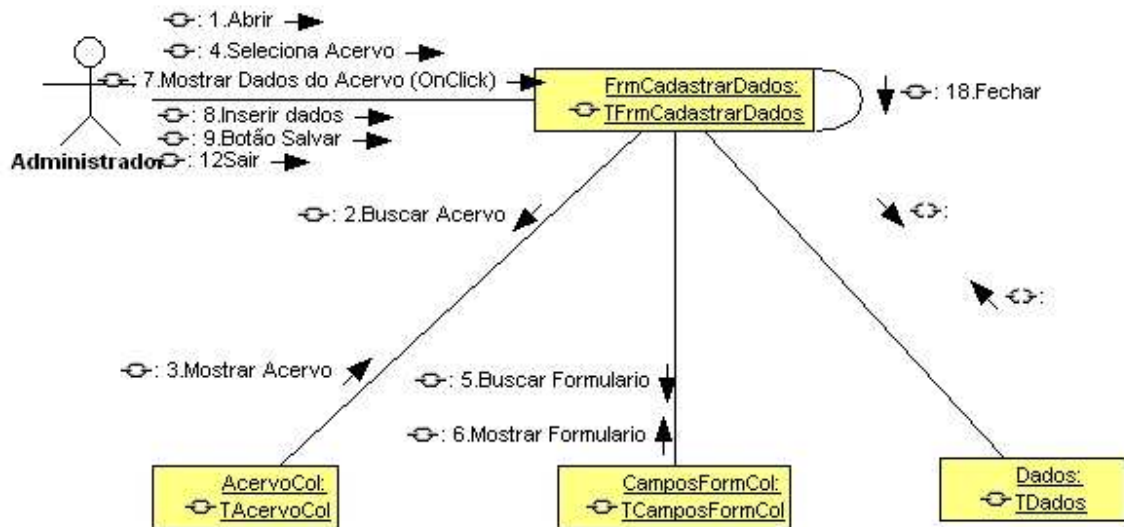 : 1.Abrir
: 4.Seleciona Acervo
: 7.Mostrar Dados do Acervo (OnClick)
: 8.Inserir dados
: 9.Botão Salvar
: 12Sair
Administrador
FrmCadastrarDados:
TFrmCadastrarDados
: 18.Fechar
: 2.Buscar Acervo
:
:
: 3.Mostrar Acervo
: 5.Buscar Formulario
: 6.Mostrar Formulario
AcervoCol:
TAcervoCol
CamposFormCol:
TCamposFormCol
Dados:
TDados